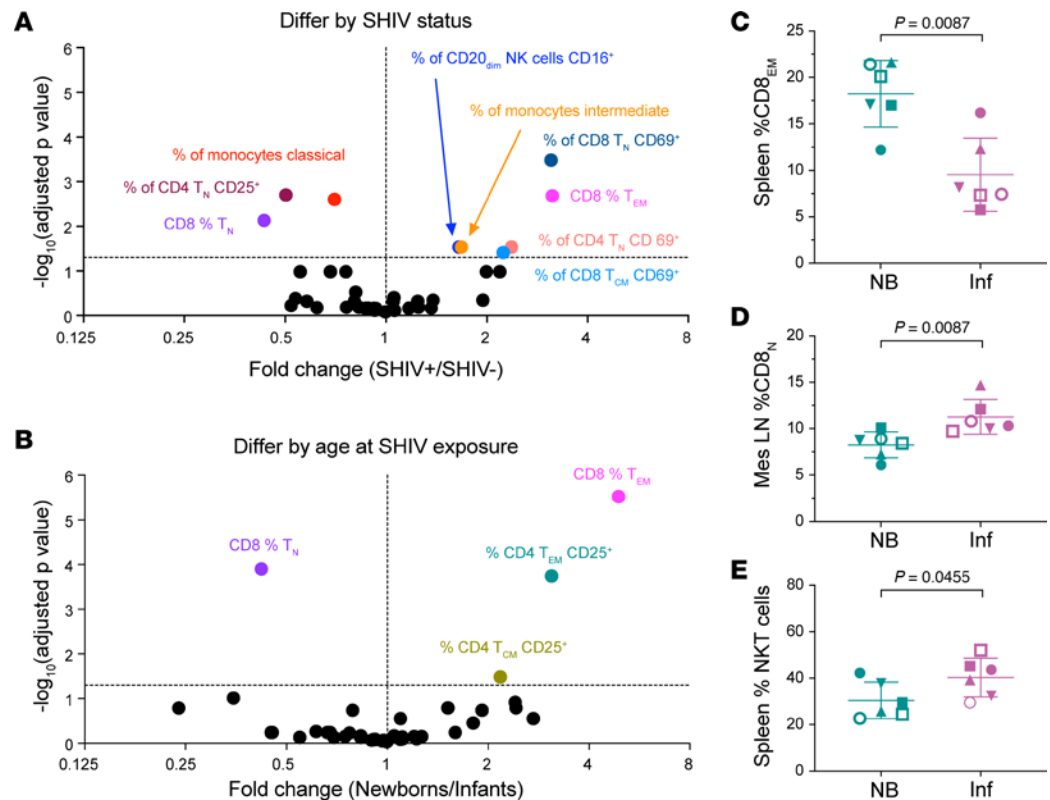 A
Differ by SHIV status
% of CD20dim NK cells CD16+
% of monocytes intermediate
% of CD8 TN CD69+
% of monocytes classical
% of CD4 TN CD25+
CD8 % TEM
CD8 % TN
% of CD4 TN CD 69+
% of CD8 TCM CD69+
-log10(adjusted p value)
6
5
4
3
2
1
0
0.125
0.25
0.5
1
2
4
8
Fold change (SHIV+/SHIV-)
B
Differ by age at SHIV exposure
CD8 % TEM
CD8 % TN
% CD4 TEM CD25+
% CD4 TCM CD25+
-log10(adjusted p value)
6
5
4
3
2
1
0
0.125
0.25
0.5
1
2
4
8
Fold change (Newborns/Infants)
C
P = 0.0087
Spleen %CD8EM
25
20
15
10
5
0
NB
Inf
D
P = 0.0087
Mes LN %CD8N
20
15
10
5
0
NB
Inf
E
P = 0.0455
Spleen % NKT cells
80
60
40
20
0
NB
Inf